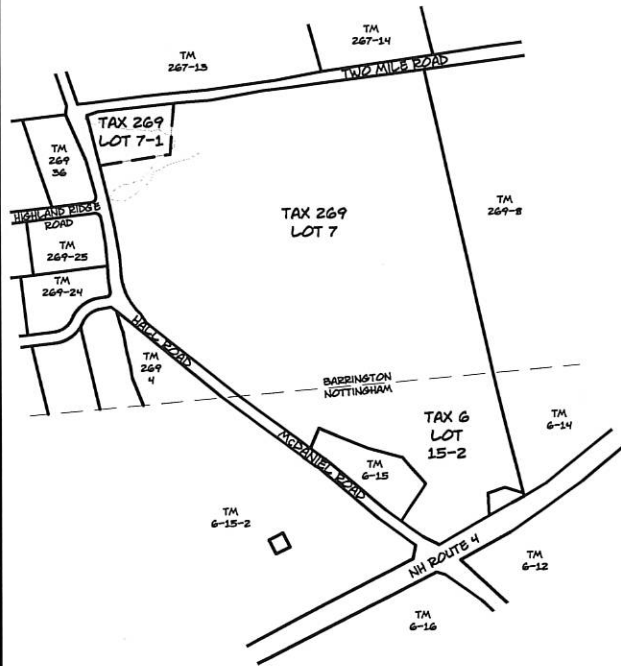 TM
267-13
TM
267-14
TWO MILE ROAD
TAX 269
LOT 7-1
TM
269
36
HIGHLAND RIDGE
ROAD
TM
269-25
TM
269-24
TAX 269
LOT 7
TM
269-8
HALL ROAD
TM
269
4
BARRINGTON
NOTTINGHAM
TAX 6
LOT
15-2
TM
6-14
MCDANIEL ROAD
TM
6-15
TM
6-15-2
NH ROUTE 4
TM
6-12
TM
6-16